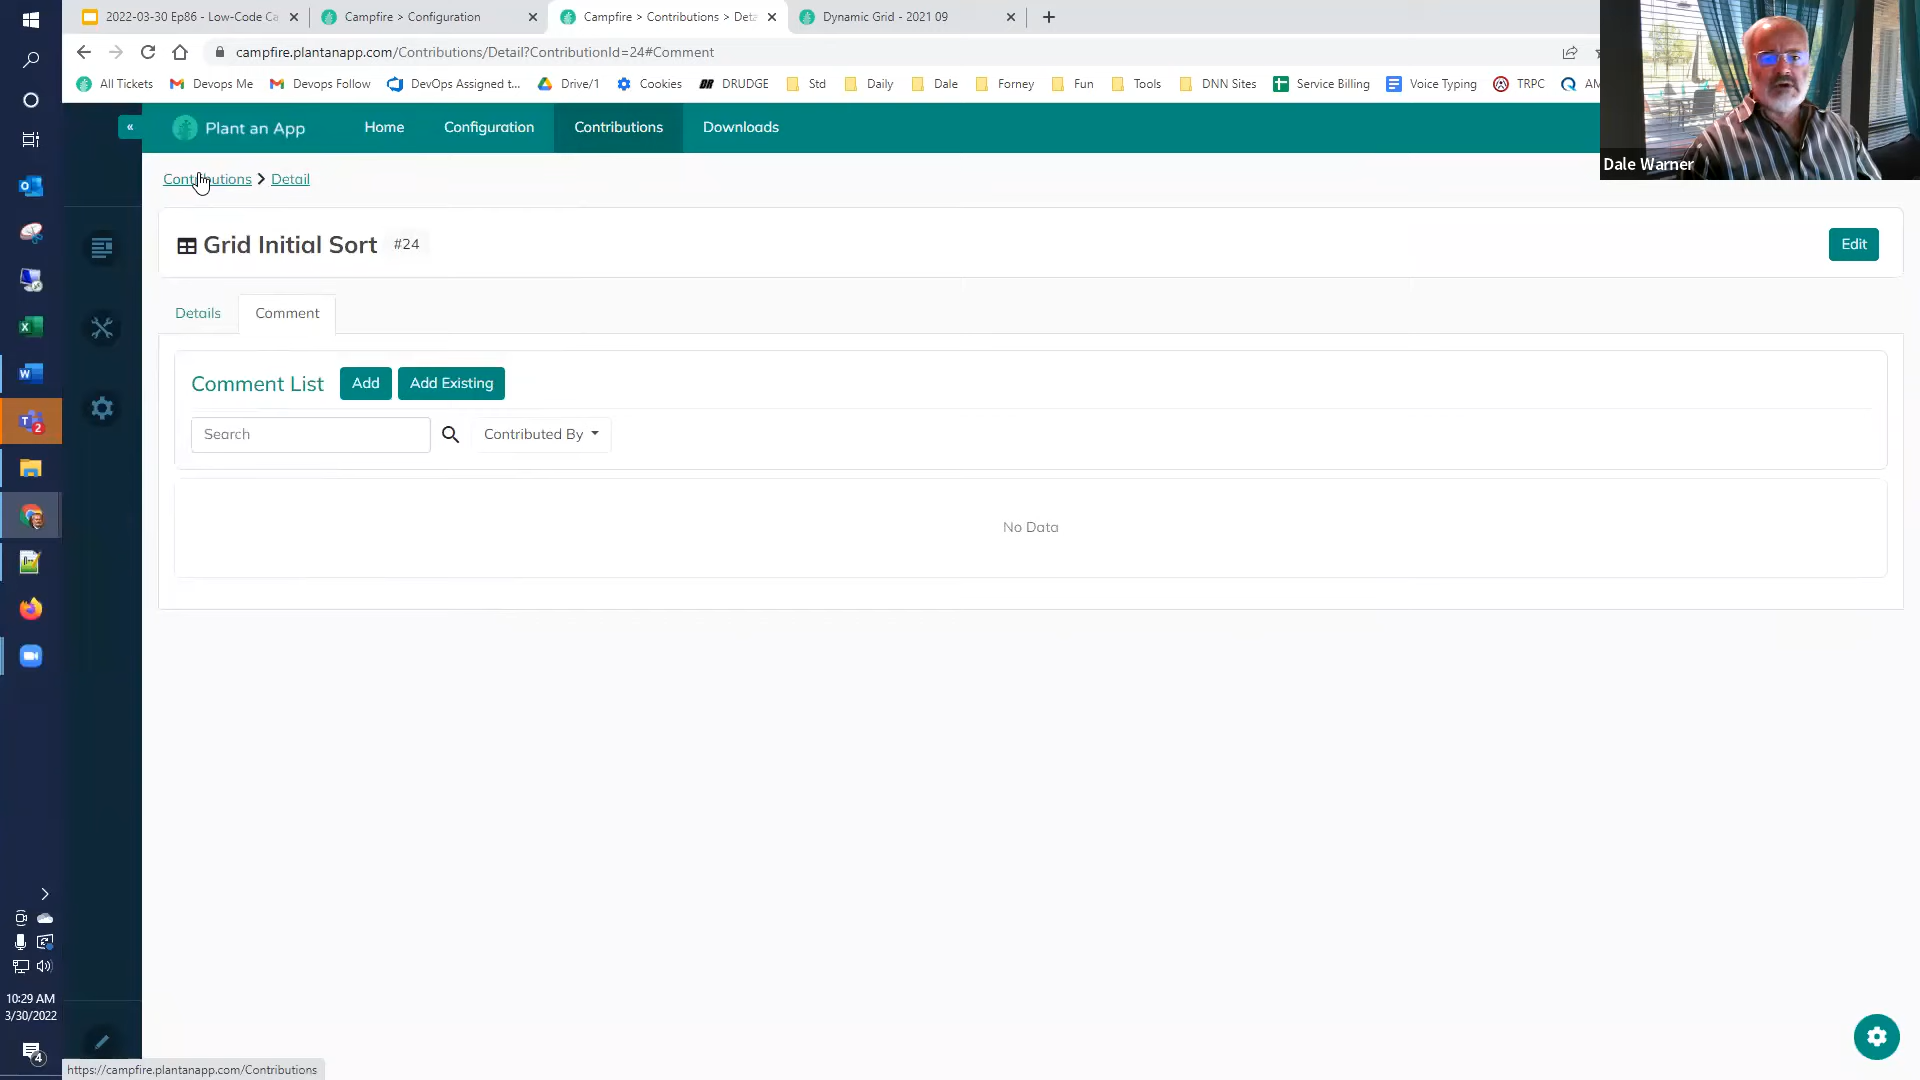 2022-03-30 Ep86 - Low-Code Ca
Campfire > Configuration
Campfire > Contributions > Deta
Dynamic Grid - 2021 09
campfire.plantanapp.com/Contributions/Detail?ContributionId=24#Comment
All Tickets
Devops Me
Devops Follow
DevOps Assigned t...
Drive/1
Cookies
DR DRUDGE
Std
Daily
Dale
Forney
Fun
Tools
DNN Sites
Service Billing
Voice Typing
TRPC
AM
Plant an App
Home
Configuration
Contributions
Downloads
Dale Warner
Contributions > Detail
Grid Initial Sort #24
Edit
Details
Comment
Comment List
Add
Add Existing
Search
Contributed By
No Data
10:29 AM
3/30/2022
4
https://campfire.plantanapp.com/Contributions